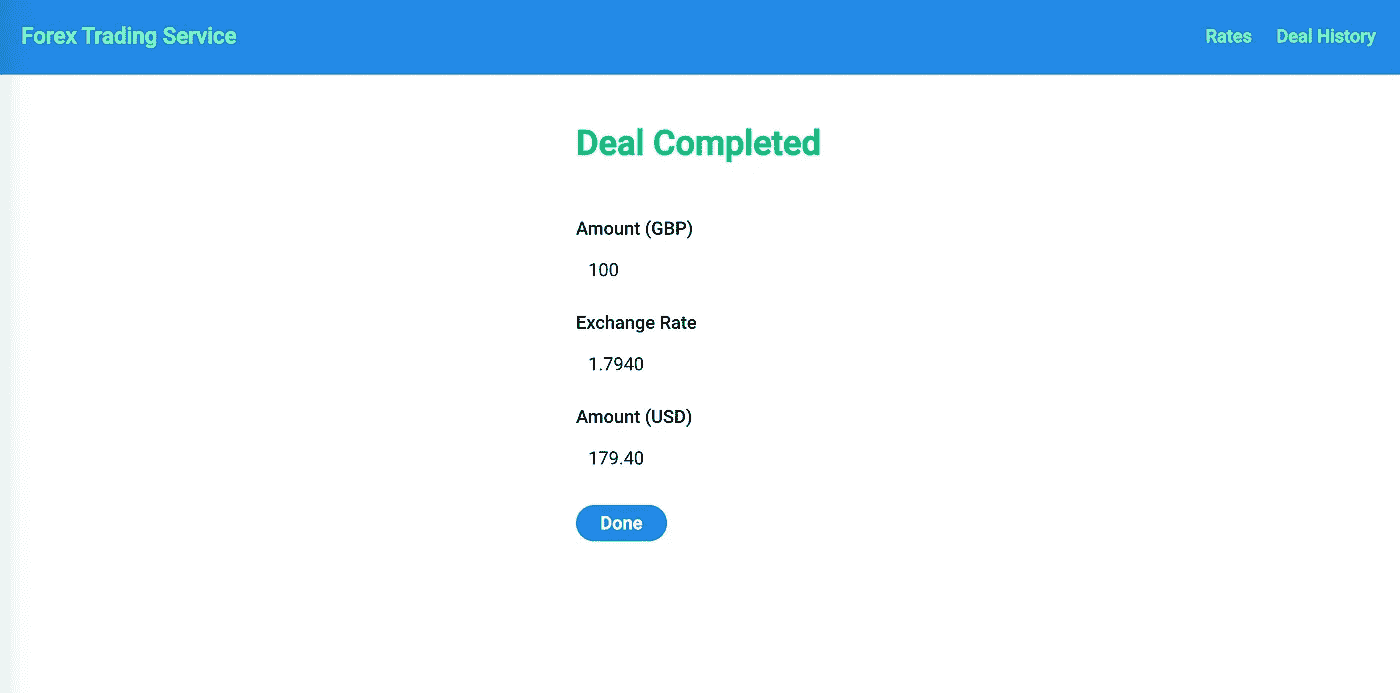 Forex Trading Service
Rates Deal History
Deal Completed
Amount (GBP)
100
Exchange Rate
1.7940
Amount (USD)
179.40
Done